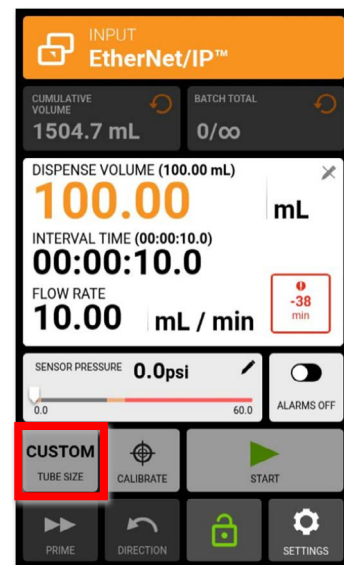 INPUT
EtherNet/IP™
CUMULATIVE VOLUME
1504.7 mL
BATCH TOTAL
0/∞
DISPENSE VOLUME (100.00 mL)
100.00 mL
INTERVAL TIME (00:00:10.0)
00:00:10.0
FLOW RATE
10.00 mL / min
-38
min
SENSOR PRESSURE 0.0psi
0.0 60.0
ALARMS OFF
CUSTOM
TUBE SIZE
CALIBRATE
START
PRIME
DIRECTION
SETTINGS